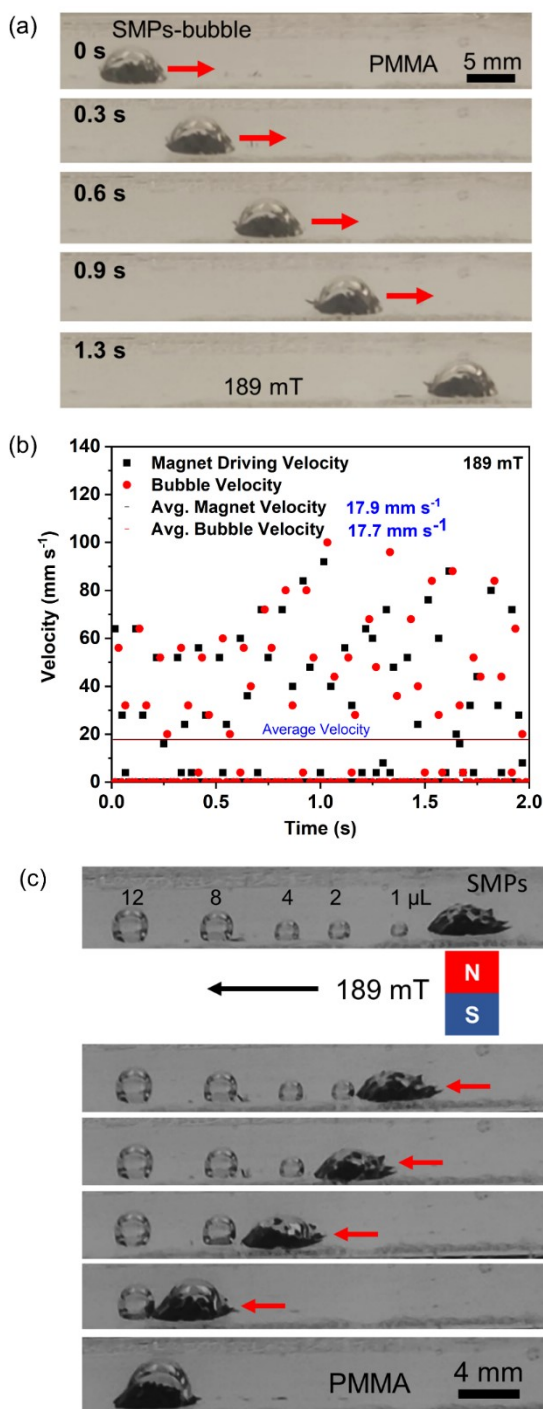 (a)
SMPs-bubble
0 s
PMMA
5 mm
0.3 s
0.6 s
0.9 s
1.3 s
189 mT
(b)
140
120
100
80
60
40
20
0
Velocity (mm s⁻¹)
Magnet Driving Velocity
189 mT
Bubble Velocity
Avg. Magnet Velocity 17.9 mm s⁻¹
Avg. Bubble Velocity 17.7 mm s⁻¹
Average Velocity
0.0 0.5 1.0 1.5 2.0
Time (s)
(c)
12 8 4 2 1 µL SMPs
189 mT
N
S
PMMA
4 mm